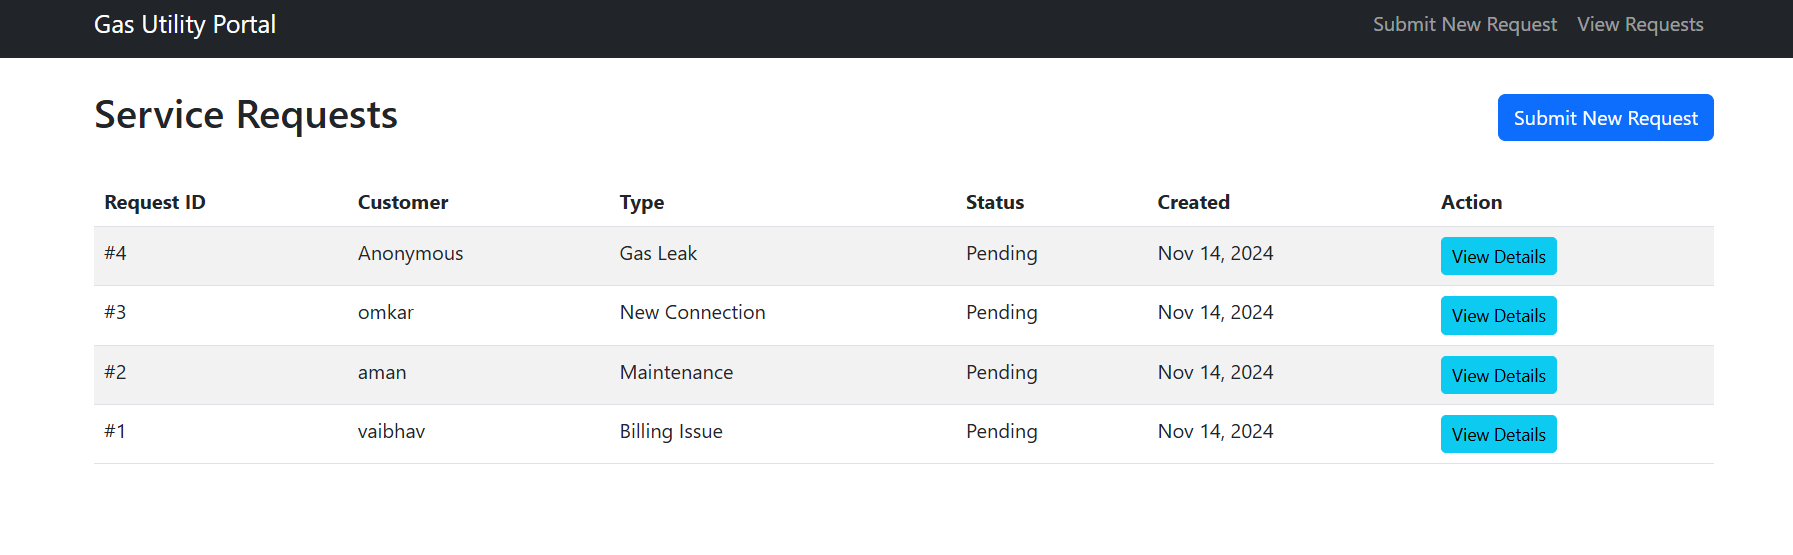 Gas Utility Portal Submit New Request View Requests
Service Requests Submit New Request
Request ID Customer Type Status Created Action
#4 Anonymous Gas Leak Pending Nov 14, 2024 View Details
#3 omkar New Connection Pending Nov 14, 2024 View Details
#2 aman Maintenance Pending Nov 14, 2024 View Details
#1 vaibhav Billing Issue Pending Nov 14, 2024 View Details